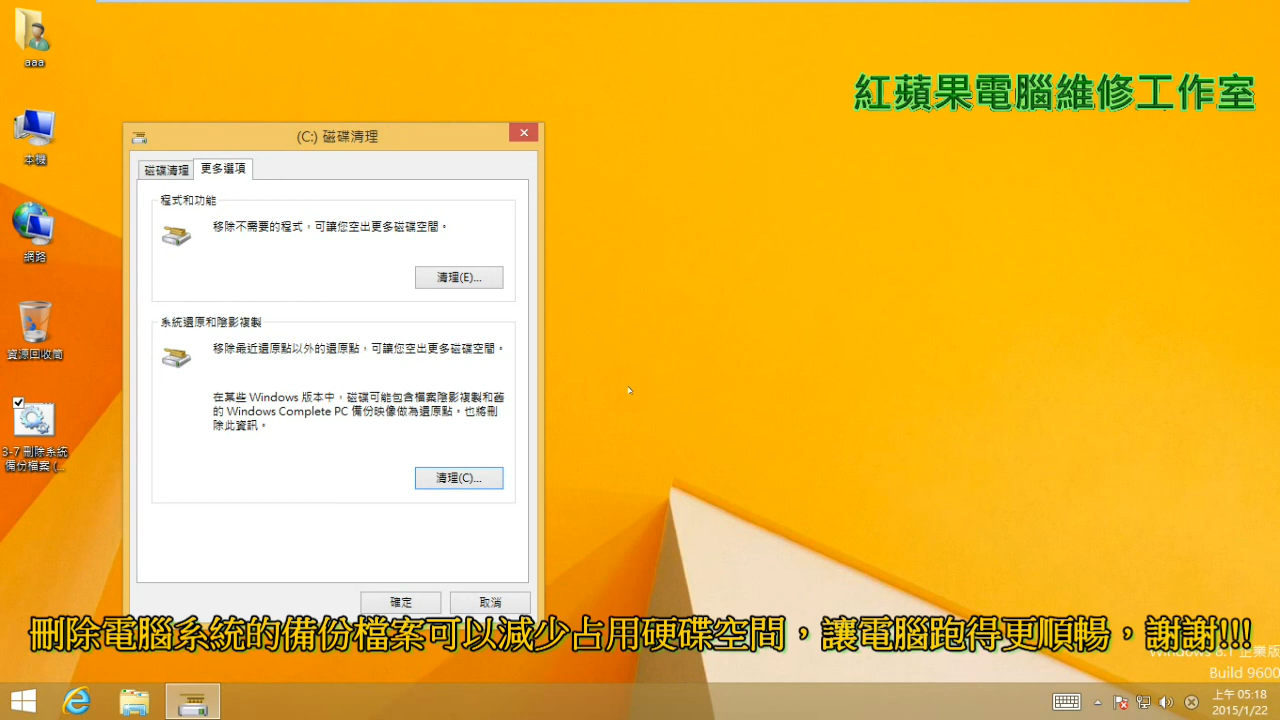 aaa
本機
網路
資源回收筒
3-7 刪除系統
備份檔案 (...
紅蘋果電腦維修工作室
(C:) 磁碟清理
磁碟清理
更多選項
程式和功能
移除不需要的程式，可讓您空出更多磁碟空間。
清理(E)...
系統還原和陰影複製
移除最近還原點以外的還原點，可讓您空出更多磁碟空間。
在某些 Windows 版本中，磁碟可能包含檔案陰影複製和舊
的 Windows Complete PC 備份映像做為還原點。也將刪
除此資訊。
清理(C)...
確定
取消
刪除電腦系統的備份檔案可以減少占用硬碟空間，讓電腦跑得更順暢，謝謝!!!
Windows 8.1 企業版
Build 9600
上午 05:18
2015/1/22